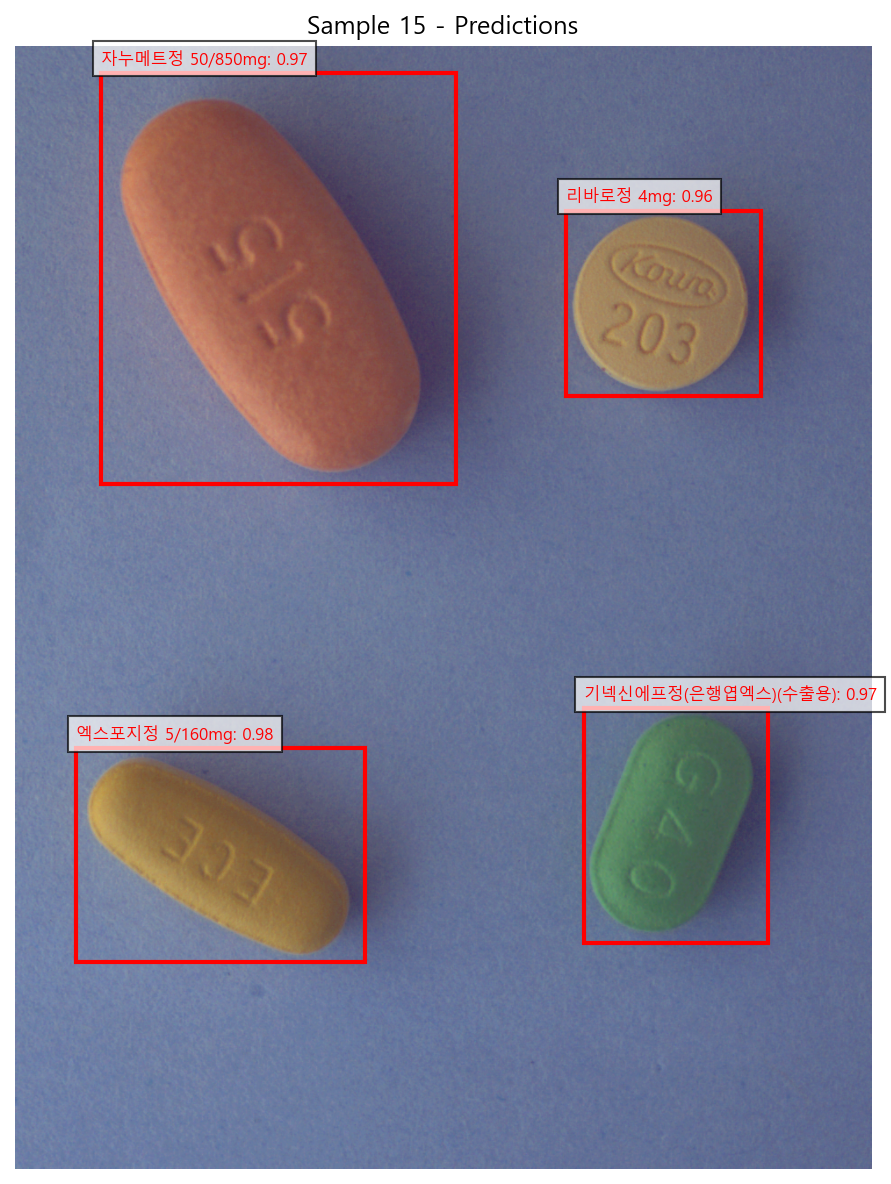 Sample 15 - Predictions
자누메트정 50/850mg: 0.97
515
리바로정 4mg: 0.96
Kowa
203
엑스포지정 5/160mg: 0.98
ECE
기넥신에프정(은행엽엑스)(수출용): 0.97
G40